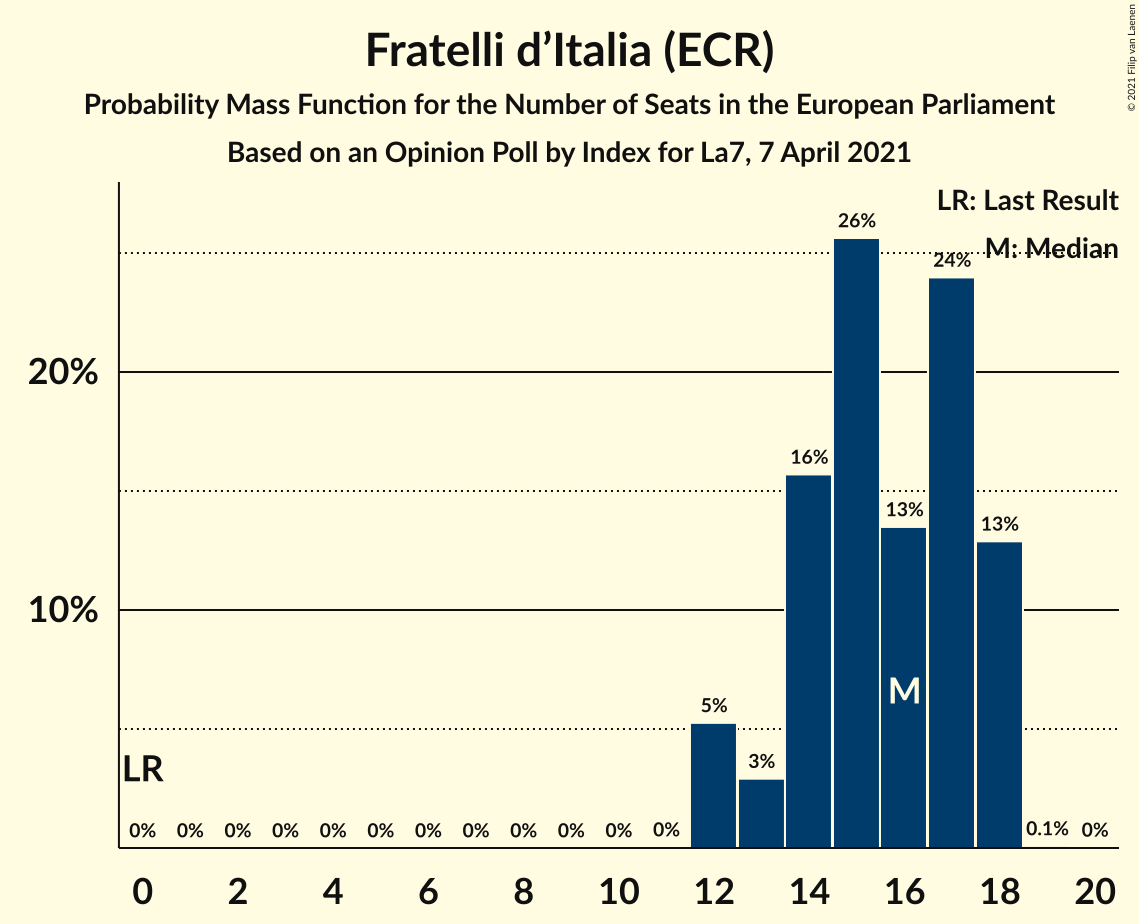 Fratelli d’Italia (ECR)
Probability Mass Function for the Number of Seats in the European Parliament
Based on an Opinion Poll by Index for La7, 7 April 2021
© 2021 Filip van Laenen
LR: Last Result
M: Median
26%
24%
20%
16%
13%
13%
10%
M
5%
3%
LR
0% 0% 0% 0% 0% 0% 0% 0% 0% 0% 0% 0% 0.1% 0%
0 2 4 6 8 10 12 14 16 18 20